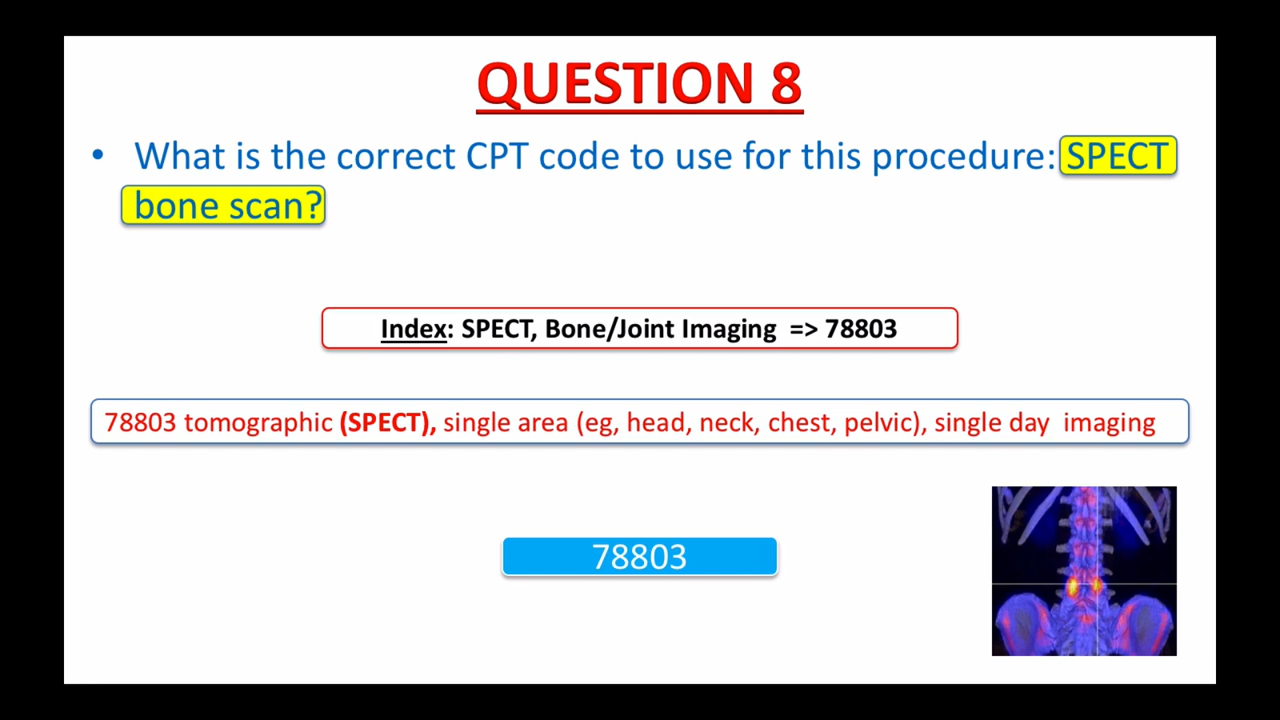 QUESTION 8
• What is the correct CPT code to use for this procedure: SPECT
bone scan?
Index: SPECT, Bone/Joint Imaging => 78803
78803 tomographic (SPECT), single area (eg, head, neck, chest, pelvic), single day imaging
78803